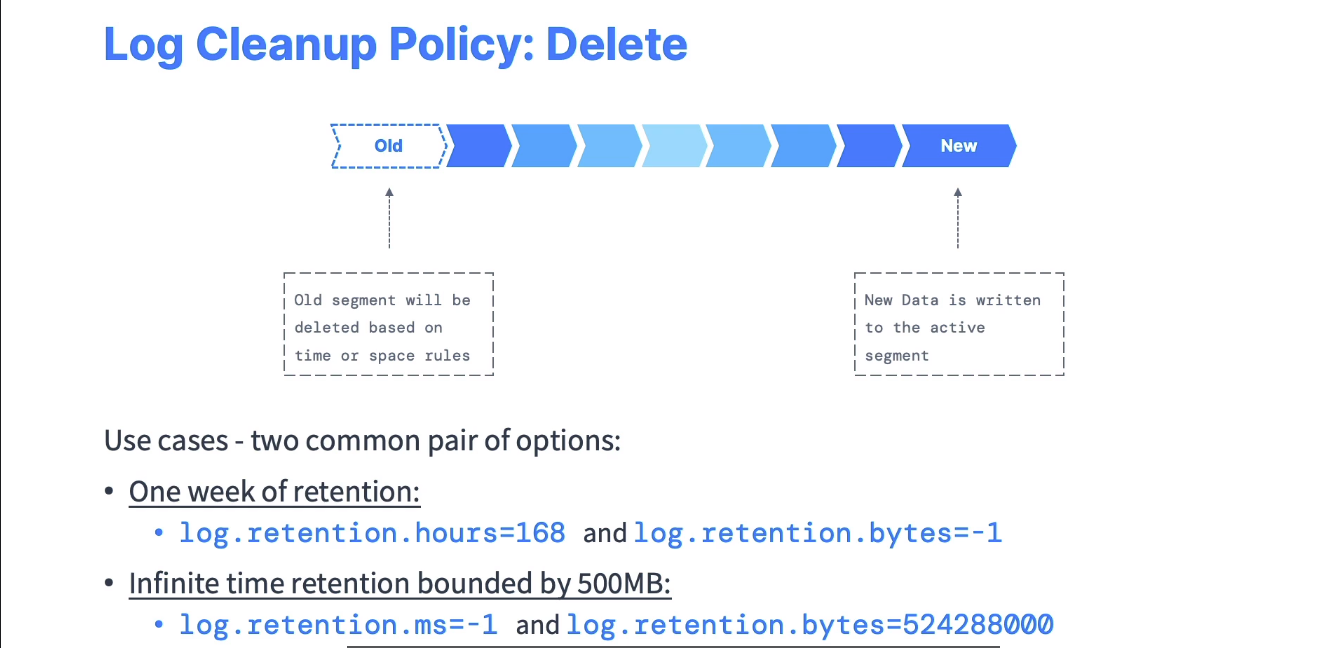 Log Cleanup Policy: Delete
Old
New
Old segment will be
deleted based on
time or space rules
New Data is written
to the active
segment
Use cases - two common pair of options:
• One week of retention:
• log.retention.hours=168 and log.retention.bytes=-1
• Infinite time retention bounded by 500MB:
• log.retention.ms=-1 and log.retention.bytes=524288000